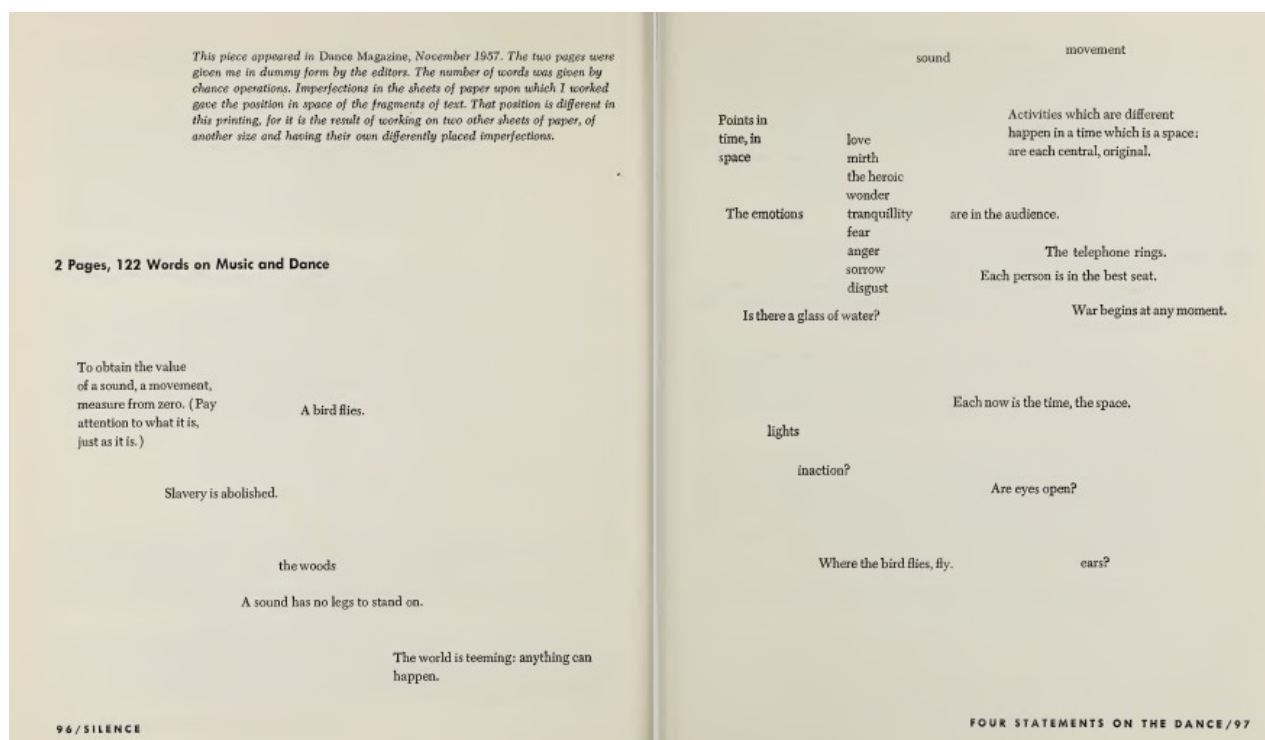 This piece appeared in Dance Magazine, November 1957. The two pages were
given me in dummy form by the editors. The number of words was given by
chance operations. Imperfections in the sheets of paper upon which I worked
gave the position in space of the fragments of text. That position is different in
this printing, for it is the result of working on two other sheets of paper, of
another size and having their own differently placed imperfections.
2 Pages, 122 Words on Music and Dance
To obtain the value
of a sound, a movement,
measure from zero. (Pay
attention to what it is,
just as it is.)
A bird flies.
Slavery is abolished.
the woods
A sound has no legs to stand on.
The world is teeming: anything can
happen.
96/SILENCE
sound
movement
Points in
time, in
space
Activities which are different
happen in a time which is a space:
are each central, original.
love
mirth
the heroic
wonder
The emotions tranquillity are in the audience.
fear
anger
sorrow
disgust
The telephone rings.
Each person is in the best seat.
Is there a glass of water?
War begins at any moment.
Each now is the time, the space.
lights
inaction?
Are eyes open?
Where the bird flies, fly.
ears?
FOUR STATEMENTS ON THE DANCE/97